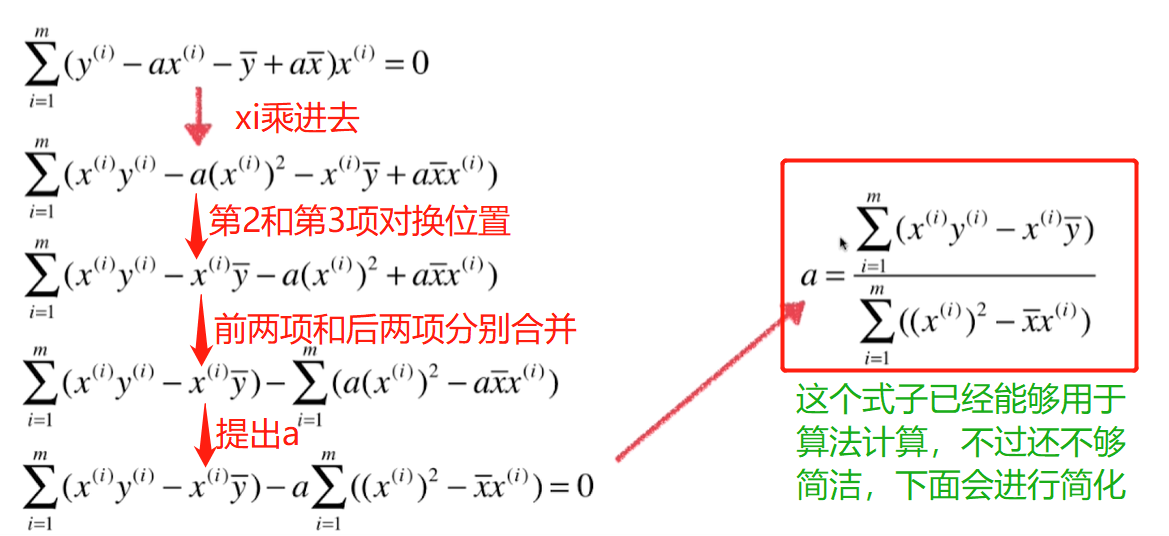 $\sum_{i=1}^{m}(y^{(i)} - ax^{(i)} - \overline{y} + a\overline{x})x^{(i)} = 0$
xi乘进去
$\sum_{i=1}^{m}(x^{(i)}y^{(i)} - a(x^{(i)})^2 - x^{(i)}\overline{y} + a\overline{x}x^{(i)})$
第2和第3项对换位置
$\sum_{i=1}^{m}(x^{(i)}y^{(i)} - x^{(i)}\overline{y} - a(x^{(i)})^2 + a\overline{x}x^{(i)})$
前两项和后两项分别合并
$\sum_{i=1}^{m}(x^{(i)}y^{(i)} - x^{(i)}\overline{y}) - \sum_{i=1}^{m}(a(x^{(i)})^2 - a\overline{x}x^{(i)})$
提出a
$\sum_{i=1}^{m}(x^{(i)}y^{(i)} - x^{(i)}\overline{y}) - a\sum_{i=1}^{m}((x^{(i)})^2 - \overline{x}x^{(i)}) = 0$
$a = \frac{\sum_{i=1}^{m}(x^{(i)}y^{(i)} - x^{(i)}\overline{y})}{\sum_{i=1}^{m}((x^{(i)})^2 - \overline{x}x^{(i)})}$
这个式子已经能够用于
算法计算，不过还不够
简洁，下面会进行简化